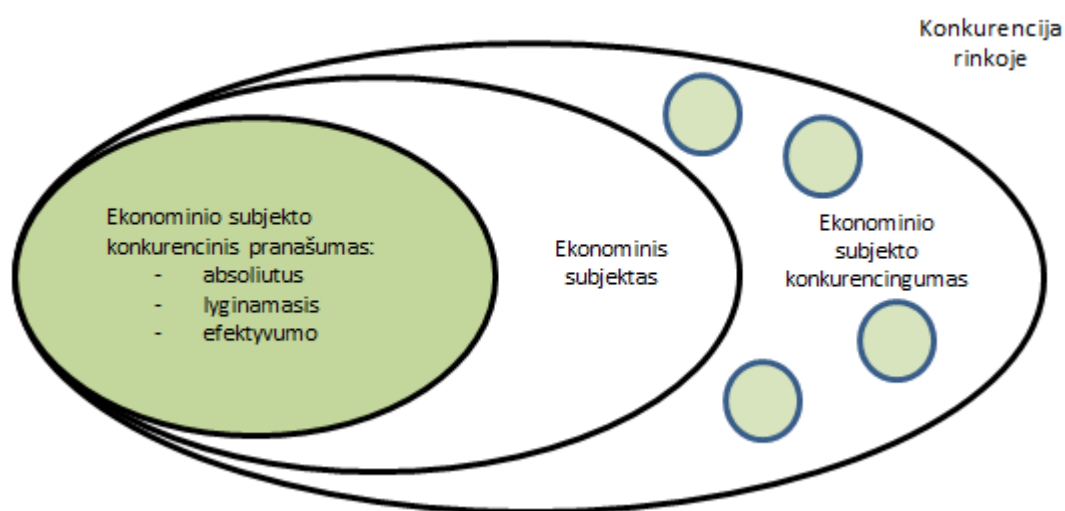 Konkurencija
rinkoje
Ekonominio subjekto
konkurencinis pranašumas:
- absoliutus
- lyginamasis
- efektyvumo
Ekonominis
subjektas
Ekonominio
subjekto
konkurencingumas